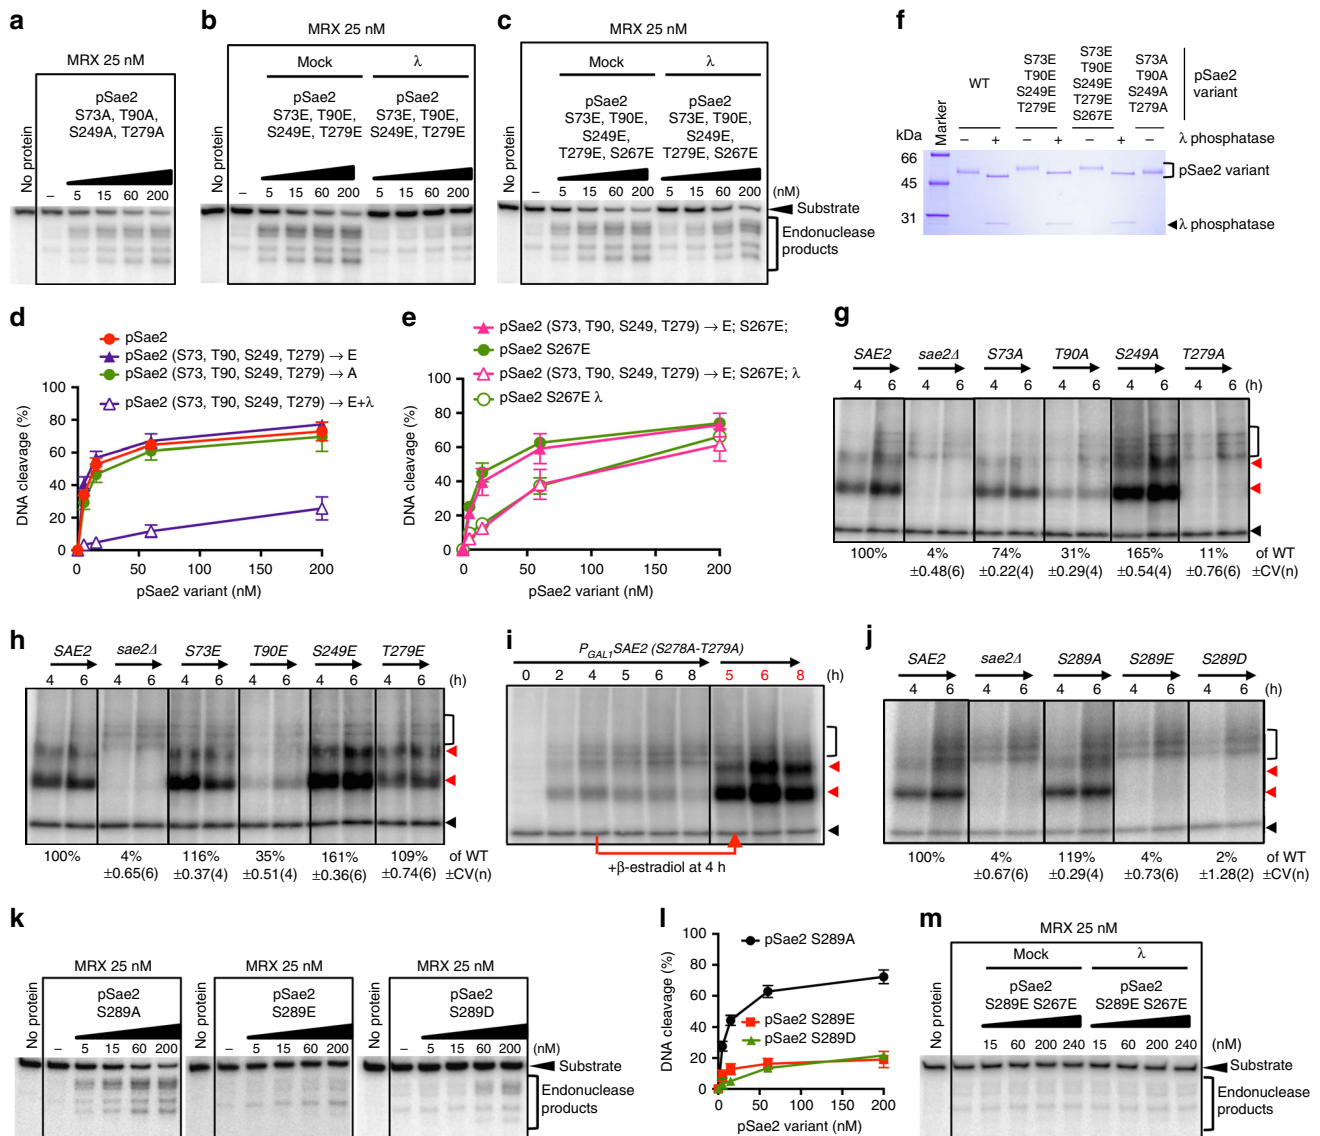 a
MRX 25 nM
No protein
pSae2
S73A, T90A,
S249A, T279A
– 5 15 60 200
b
MRX 25 nM
No protein
Mock λ
pSae2 pSae2
S73E, T90E, S73E, T90E,
S249E, T279E S249E, T279E
– 5 15 60 200 5 15 60 200
c
MRX 25 nM
No protein
Mock λ
pSae2 pSae2
S73E, T90E, S73E, T90E,
S249E, S249E,
T279E, S267E T279E, S267E
– 5 15 60 200 5 15 60 200 (nM)
Substrate
Endonuclease
products
f
WT
S73E
T90E
S249E
T279E
S73E
T90E
S249E
T279E
S267E
S73A
T90A
S249A
T279A
pSae2
variant
kDa
Marker
– + – + – + – λ phosphatase
66
45
31
pSae2 variant
λ phosphatase
d
pSae2
pSae2 (S73, T90, S249, T279) → E
pSae2 (S73, T90, S249, T279) → A
pSae2 (S73, T90, S249, T279) → E+λ
DNA cleavage (%)
100
80
60
40
20
0
0 50 100 150 200
pSae2 variant (nM)
e
pSae2 (S73, T90, S249, T279) → E; S267E;
pSae2 S267E
pSae2 (S73, T90, S249, T279) → E; S267E; λ
pSae2 S267E λ
DNA cleavage (%)
100
80
60
40
20
0
0 50 100 150 200
pSae2 variant (nM)
g
SAE2 sae2Δ S73A T90A S249A T279A
4 6 4 6 4 6 4 6 4 6 4 6 (h)
100% 4% 74% 31% 165% 11% of WT
±0.48(6) ±0.22(4) ±0.29(4) ±0.54(4) ±0.76(6) ±CV(n)
h
SAE2 sae2Δ S73E T90E S249E T279E
4 6 4 6 4 6 4 6 4 6 4 6 (h)
100% 4% 116% 35% 161% 109% of WT
±0.65(6) ±0.37(4) ±0.51(4) ±0.36(6) ±0.74(6) ±CV(n)
i
PGAL1SAE2 (S278A-T279A)
0 2 4 5 6 8 5 6 8 (h)
+β-estradiol at 4 h
j
SAE2 sae2Δ S289A S289E S289D
4 6 4 6 4 6 4 6 4 6 (h)
100% 4% 119% 4% 2% of WT
±0.67(6) ±0.29(4) ±0.73(6) ±1.28(2) ±CV(n)
k
MRX 25 nM MRX 25 nM MRX 25 nM
No protein
pSae2
S289A
– 5 15 60 200
No protein
pSae2
S289E
– 5 15 60 200
No protein
pSae2
S289D
– 5 15 60 200 (nM)
Substrate
Endonuclease
products
l
pSae2 S289A
pSae2 S289E
pSae2 S289D
DNA cleavage (%)
100
80
60
40
20
0
0 50 100 150 200
pSae2 variant (nM)
m
MRX 25 nM
No protein
Mock λ
pSae2 pSae2
S289E S267E S289E S267E
– 15 60 200 240 15 60 200 240 (nM)
Substrate
Endonuclease
products